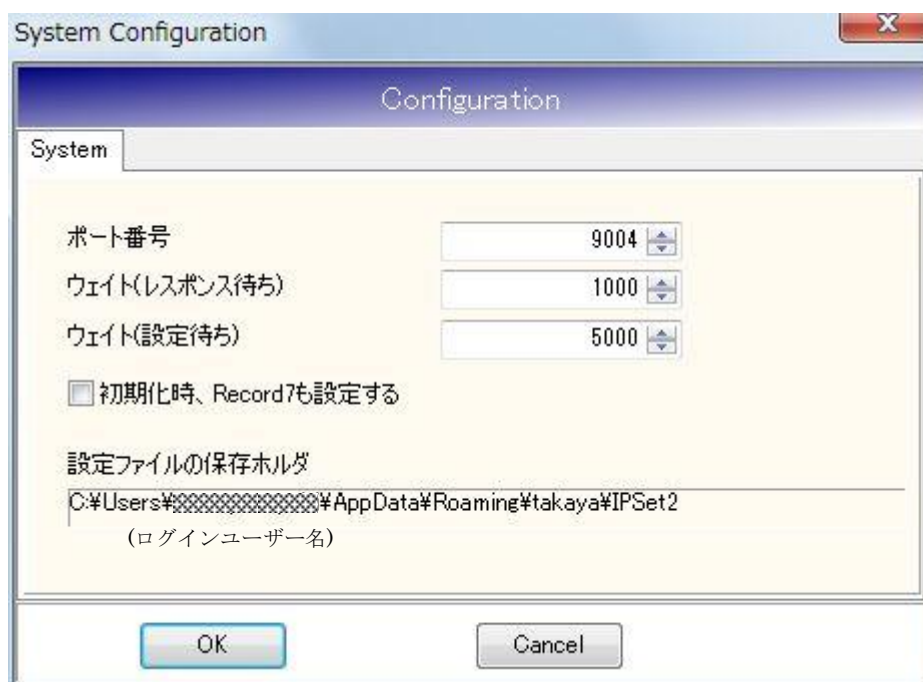 System Configuration
Configuration
System
ポート番号 9004
ウェイト(レスポンス待ち) 1000
ウェイト(設定待ち) 5000
初期化時、Record7も設定する
設定ファイルの保存ホルダ
C:¥Users¥ ¥AppData¥Roaming¥takaya¥IPSet2
(ログインユーザー名)
OK Cancel